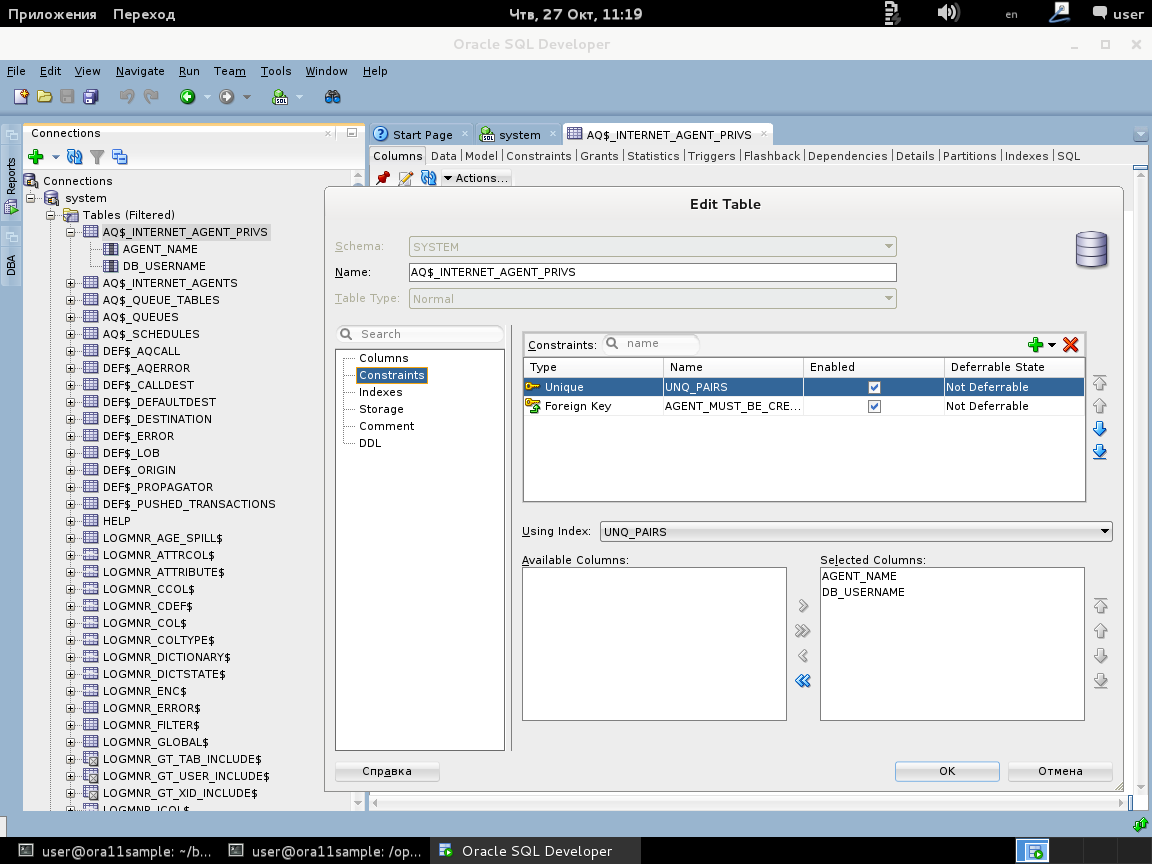 Приложения Переход Чтв, 27 Окт, 11:19 en user
Oracle SQL Developer
File Edit View Navigate Run Team Tools Window Help
Reports
DBA
Connections
Connections
system
Tables (Filtered)
AQ$_INTERNET_AGENT_PRIVS
AGENT_NAME
DB_USERNAME
AQ$_INTERNET_AGENTS
AQ$_QUEUE_TABLES
AQ$_QUEUES
AQ$_SCHEDULES
DEF$_AQCALL
DEF$_AQERROR
DEF$_CALLDEST
DEF$_DEFAULTDEST
DEF$_DESTINATION
DEF$_ERROR
DEF$_LOB
DEF$_ORIGIN
DEF$_PROPAGATOR
DEF$_PUSHED_TRANSACTIONS
HELP
LOGMNR_AGE_SPILL$
LOGMNR_ATTRCOL$
LOGMNR_ATTRIBUTE$
LOGMNR_CCOL$
LOGMNR_CDEF$
LOGMNR_COL$
LOGMNR_COLTYPE$
LOGMNR_DICTIONARY$
LOGMNR_DICTSTATE$
LOGMNR_ENC$
LOGMNR_ERROR$
LOGMNR_FILTER$
LOGMNR_GLOBAL$
LOGMNR_GT_TAB_INCLUDE$
LOGMNR_GT_USER_INCLUDE$
LOGMNR_GT_XID_INCLUDE$
LOGMNR_ICOL$
Start Page system AQ$_INTERNET_AGENT_PRIVS
Columns Data Model Constraints Grants Statistics Triggers Flashback Dependencies Details Partitions Indexes SQL
Actions...
Edit Table
Schema: SYSTEM
Name: AQ$_INTERNET_AGENT_PRIVS
Table Type: Normal
Search
Columns
Constraints
Indexes
Storage
Comment
DDL
Constraints: name
Type Name Enabled Deferrable State
Unique UNQ_PAIRS Not Deferrable
Foreign Key AGENT_MUST_BE_CRE... Not Deferrable
Using Index: UNQ_PAIRS
Available Columns: Selected Columns:
AGENT_NAME
DB_USERNAME
Справка OK Отмена
user@ora11sample: ~/b... user@ora11sample: /op... Oracle SQL Developer